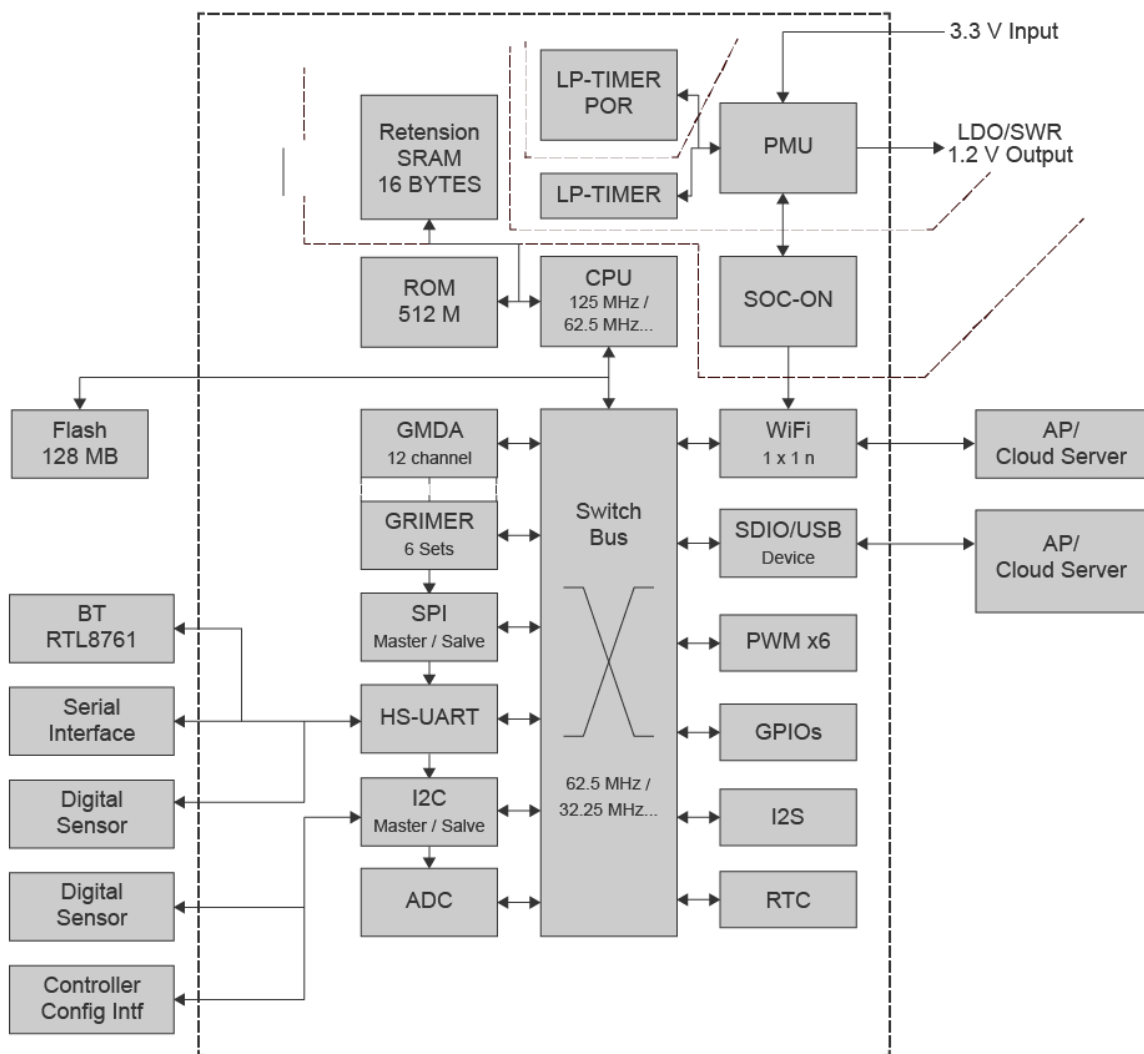 3.3 V Input
LP-TIMER
POR
Retension
SRAM
16 BYTES
PMU
LDO/SWR
1.2 V Output
LP-TIMER
ROM
512 M
CPU
125 MHz /
62.5 MHz...
SOC-ON
Flash
128 MB
GMDA
12 channel
WiFi
1 x 1 n
AP/
Cloud Server
GRIMER
6 Sets
Switch
Bus
SDIO/USB
Device
AP/
Cloud Server
BT
RTL8761
SPI
Master / Salve
PWM x6
Serial
Interface
HS-UART
GPIOs
Digital
Sensor
I2C
Master / Salve
62.5 MHz /
32.25 MHz...
I2S
Digital
Sensor
ADC
RTC
Controller
Config Intf